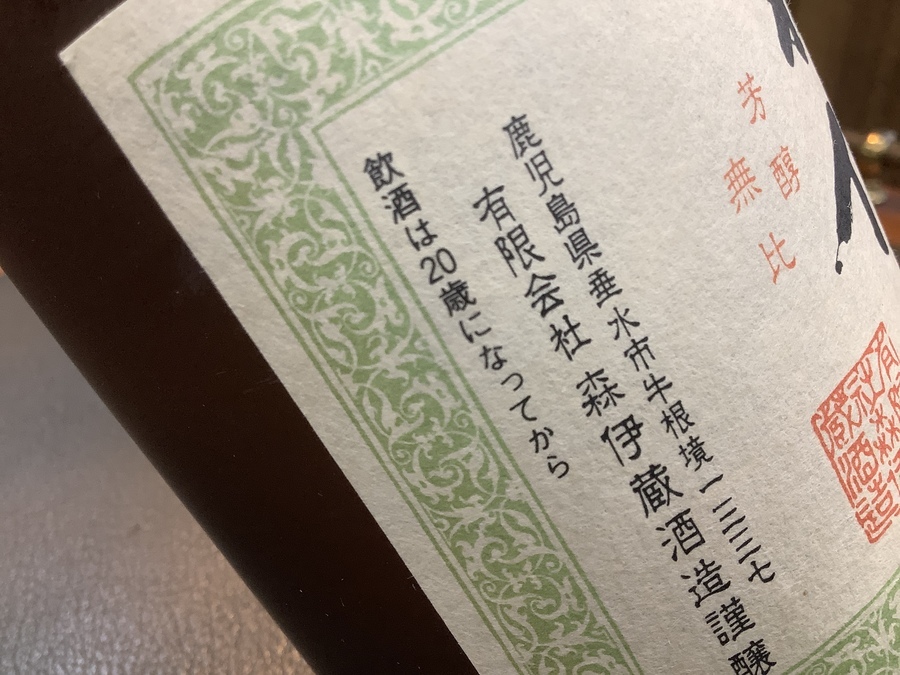 芳醇
無比
鹿児島県垂水市牛根境一三三七
有限会社 森伊蔵酒造謹醸
飲酒は20歳になってから